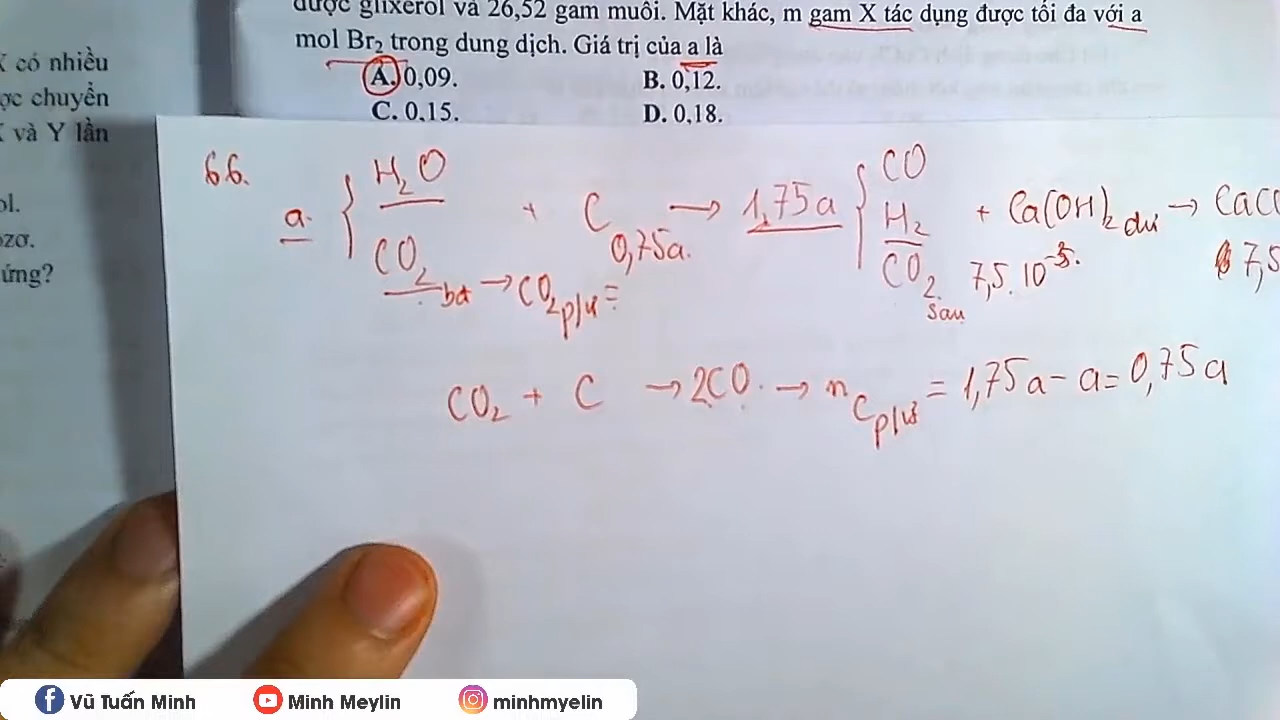 được glixerol và 26,52 gam muối. Mặt khác, m gam X tác dụng được tối đa với a
mol Br₂ trong dung dịch. Giá trị của a là
A. 0,09. B. 0,12.
C. 0,15. D. 0,18.
X có nhiều
ợc chuyển
và Y lần
ol.
ozơ.
ứng?
66.
a { H₂O CO₂ bđ + C 0,75a → 1,75a { CO H₂ CO₂ sau 7,5.10⁻³. + Ca(OH)₂ dư → CaC
7,5
→ CO₂ p/ư =
CO₂ + C → 2CO. → n C p/ư = 1,75a - a = 0,75a
Vũ Tuấn Minh Minh Meylin minhmyelin